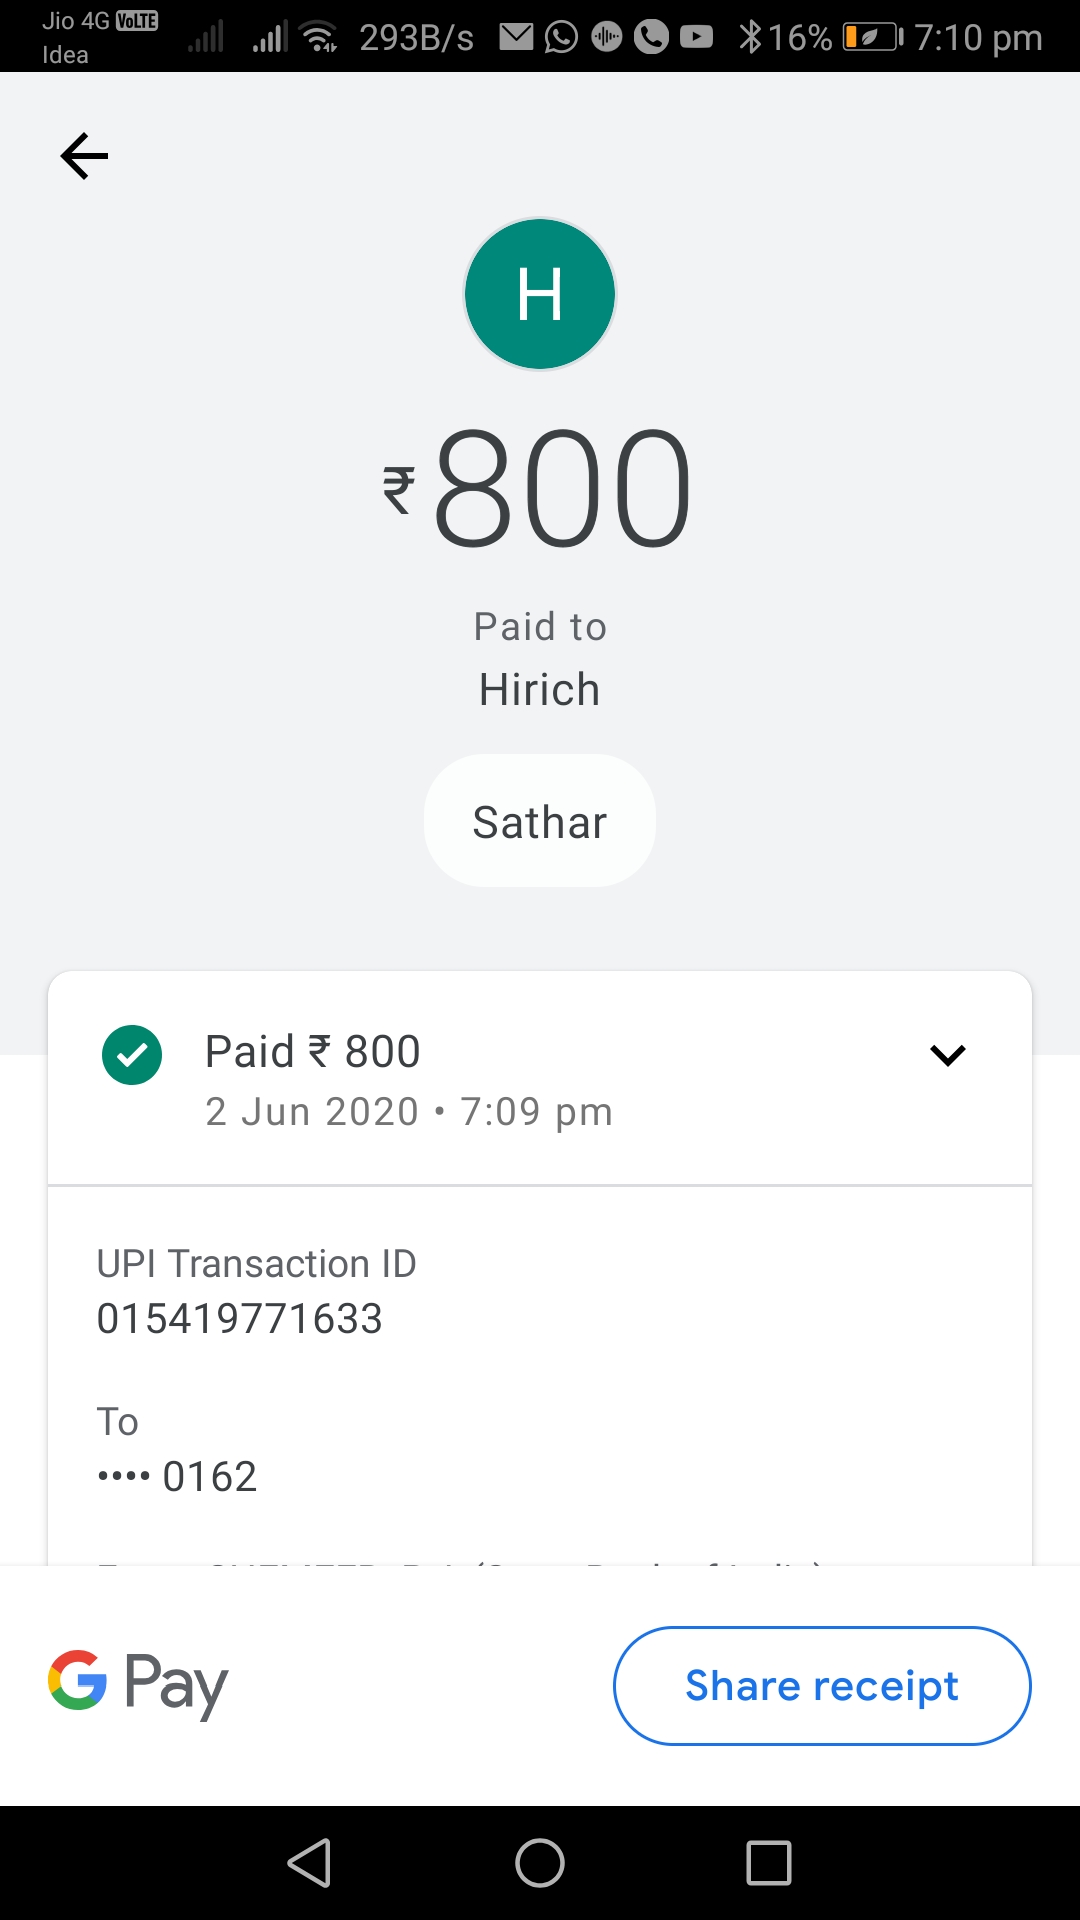 Jio 4G VoLTE
Idea
293B/s
16%
7:10 pm
H
₹800
Paid to
Hirich
Sathar
Paid ₹ 800
2 Jun 2020 • 7:09 pm
UPI Transaction ID
015419771633
To
•••• 0162
G Pay
Share receipt